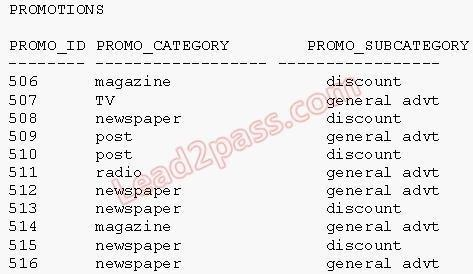 PROMOTIONS
PROMO_ID PROMO_CATEGORY PROMO_SUBCATEGORY
--------- ------------------ -----------------
506 magazine discount
507 TV general advt
508 newspaper discount
509 post general advt
510 post discount
511 radio general advt
512 newspaper general advt
513 newspaper discount
514 magazine general advt
515 newspaper discount
516 newspaper general advt
Lead2pass.com